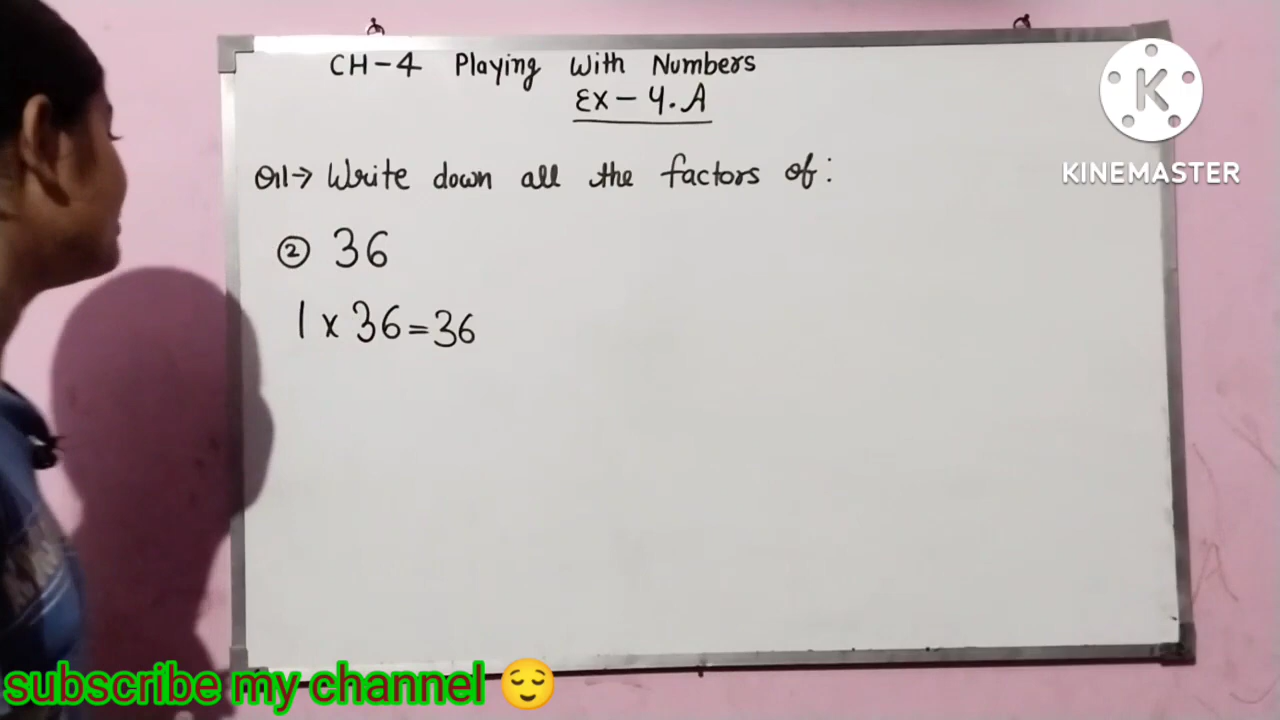 CH-4 Playing With Numbers
Ex-4.A
Q1→ Write down all the factors of:
② 36
1 x 36=36
K
KINEMASTER
subscribe my channel 😌